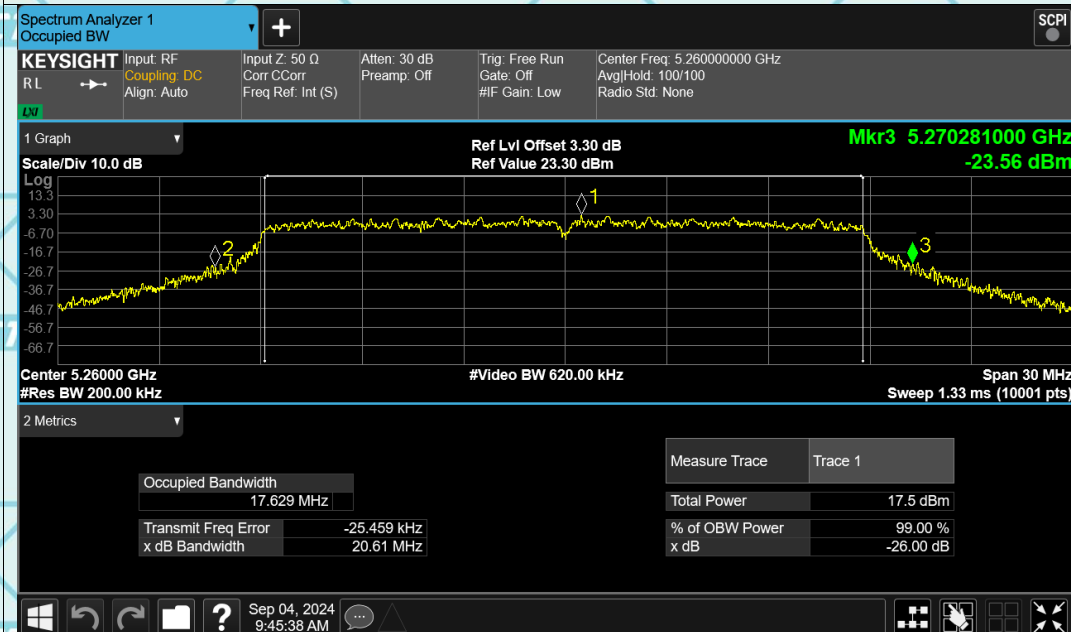 Spectrum Analyzer 1
Occupied BW
SCPI
KEYSIGHT
RL
LXI
Input: RF
Coupling: DC
Align: Auto
Input Z: 50 Ω
Corr CCorr
Freq Ref: Int (S)
Atten: 30 dB
Preamp: Off
Trig: Free Run
Gate: Off
#IF Gain: Low
Center Freq: 5.260000000 GHz
Avg|Hold: 100/100
Radio Std: None
1 Graph
Scale/Div 10.0 dB
Ref Lvl Offset 3.30 dB
Ref Value 23.30 dBm
Mkr3 5.270281000 GHz
-23.56 dBm
Log
13.3
3.30
-6.70
-16.7
-26.7
-36.7
-46.7
-56.7
-66.7
1
2
3
Center 5.26000 GHz
#Res BW 200.00 kHz
#Video BW 620.00 kHz
Span 30 MHz
Sweep 1.33 ms (10001 pts)
2 Metrics
Occupied Bandwidth
17.629 MHz
Transmit Freq Error -25.459 kHz
x dB Bandwidth 20.61 MHz
Measure Trace Trace 1
Total Power 17.5 dBm
% of OBW Power 99.00 %
x dB -26.00 dB
?
Sep 04, 2024
9:45:38 AM